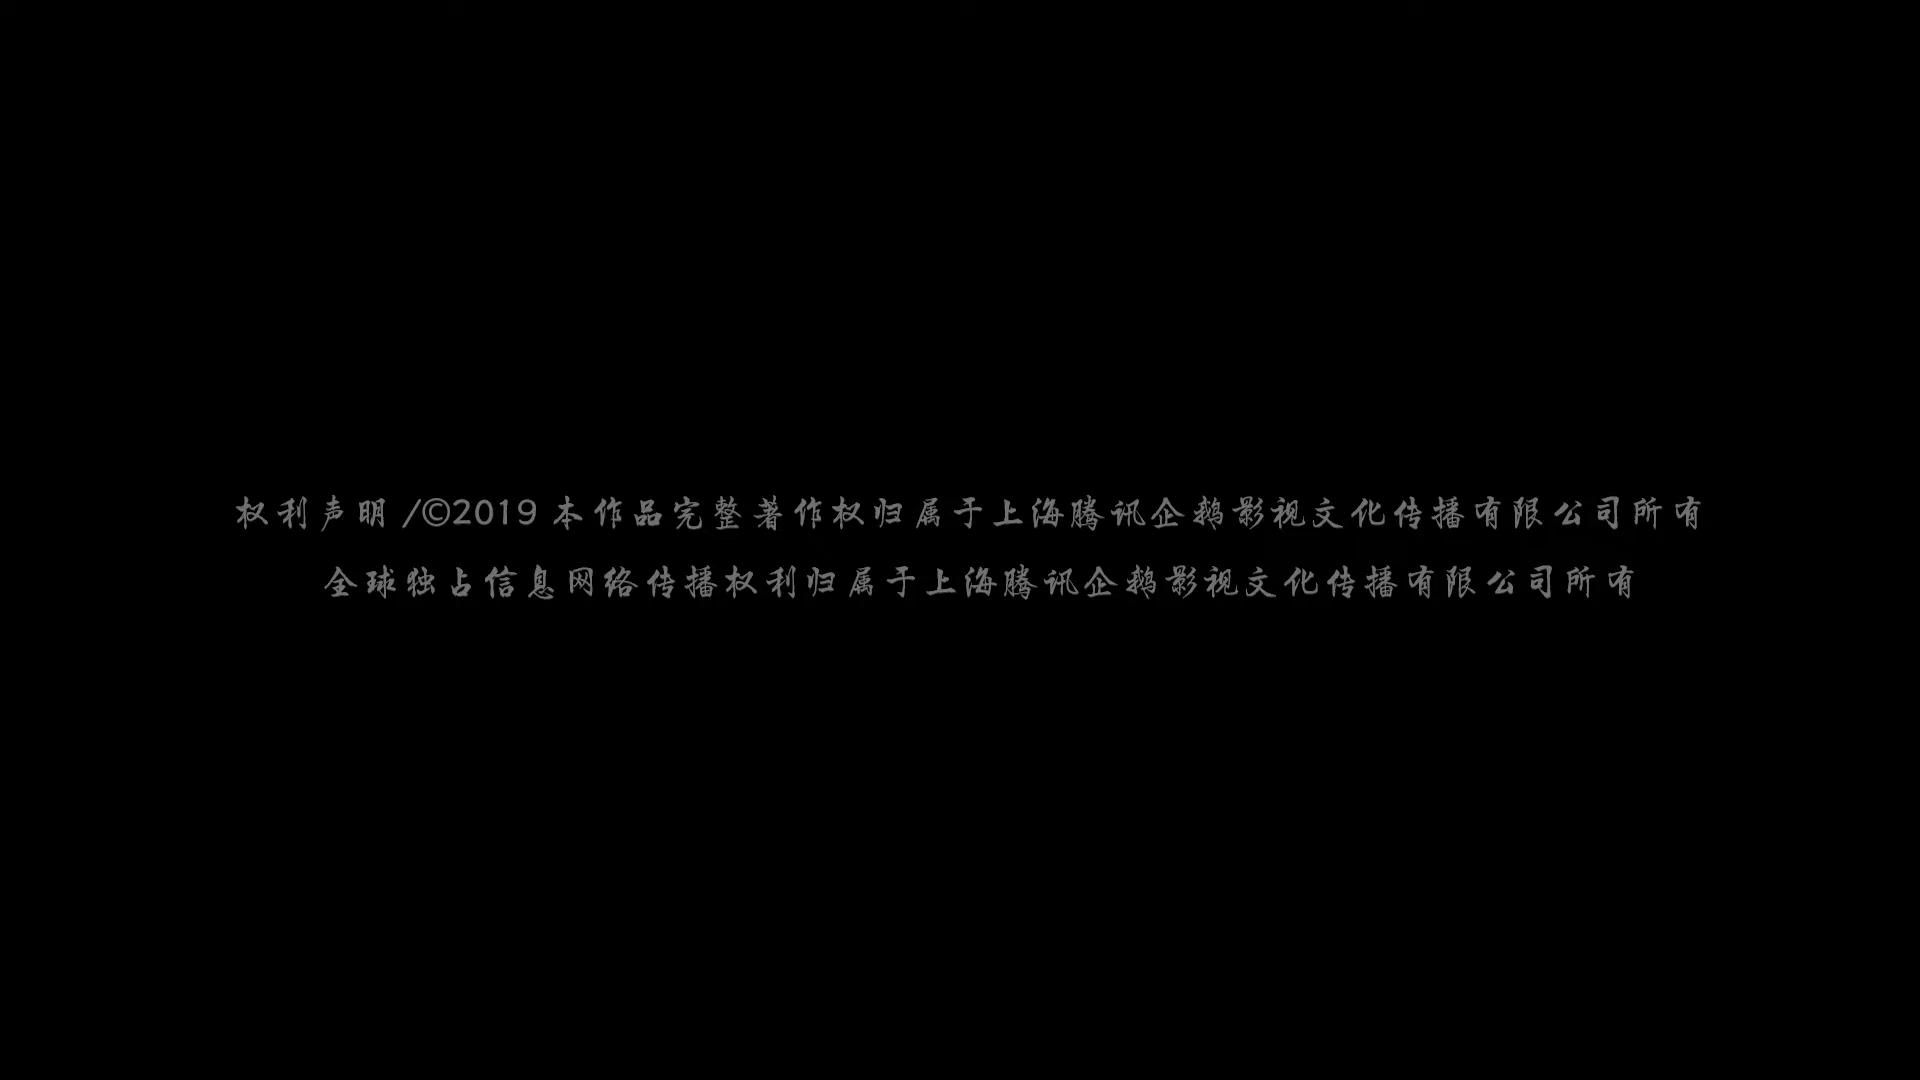 权利声明 /©2019 本作品完整著作权归属于上海腾讯企鹅影视文化传播有限公司所有
全球独占信息网络传播权利归属于上海腾讯企鹅影视文化传播有限公司所有